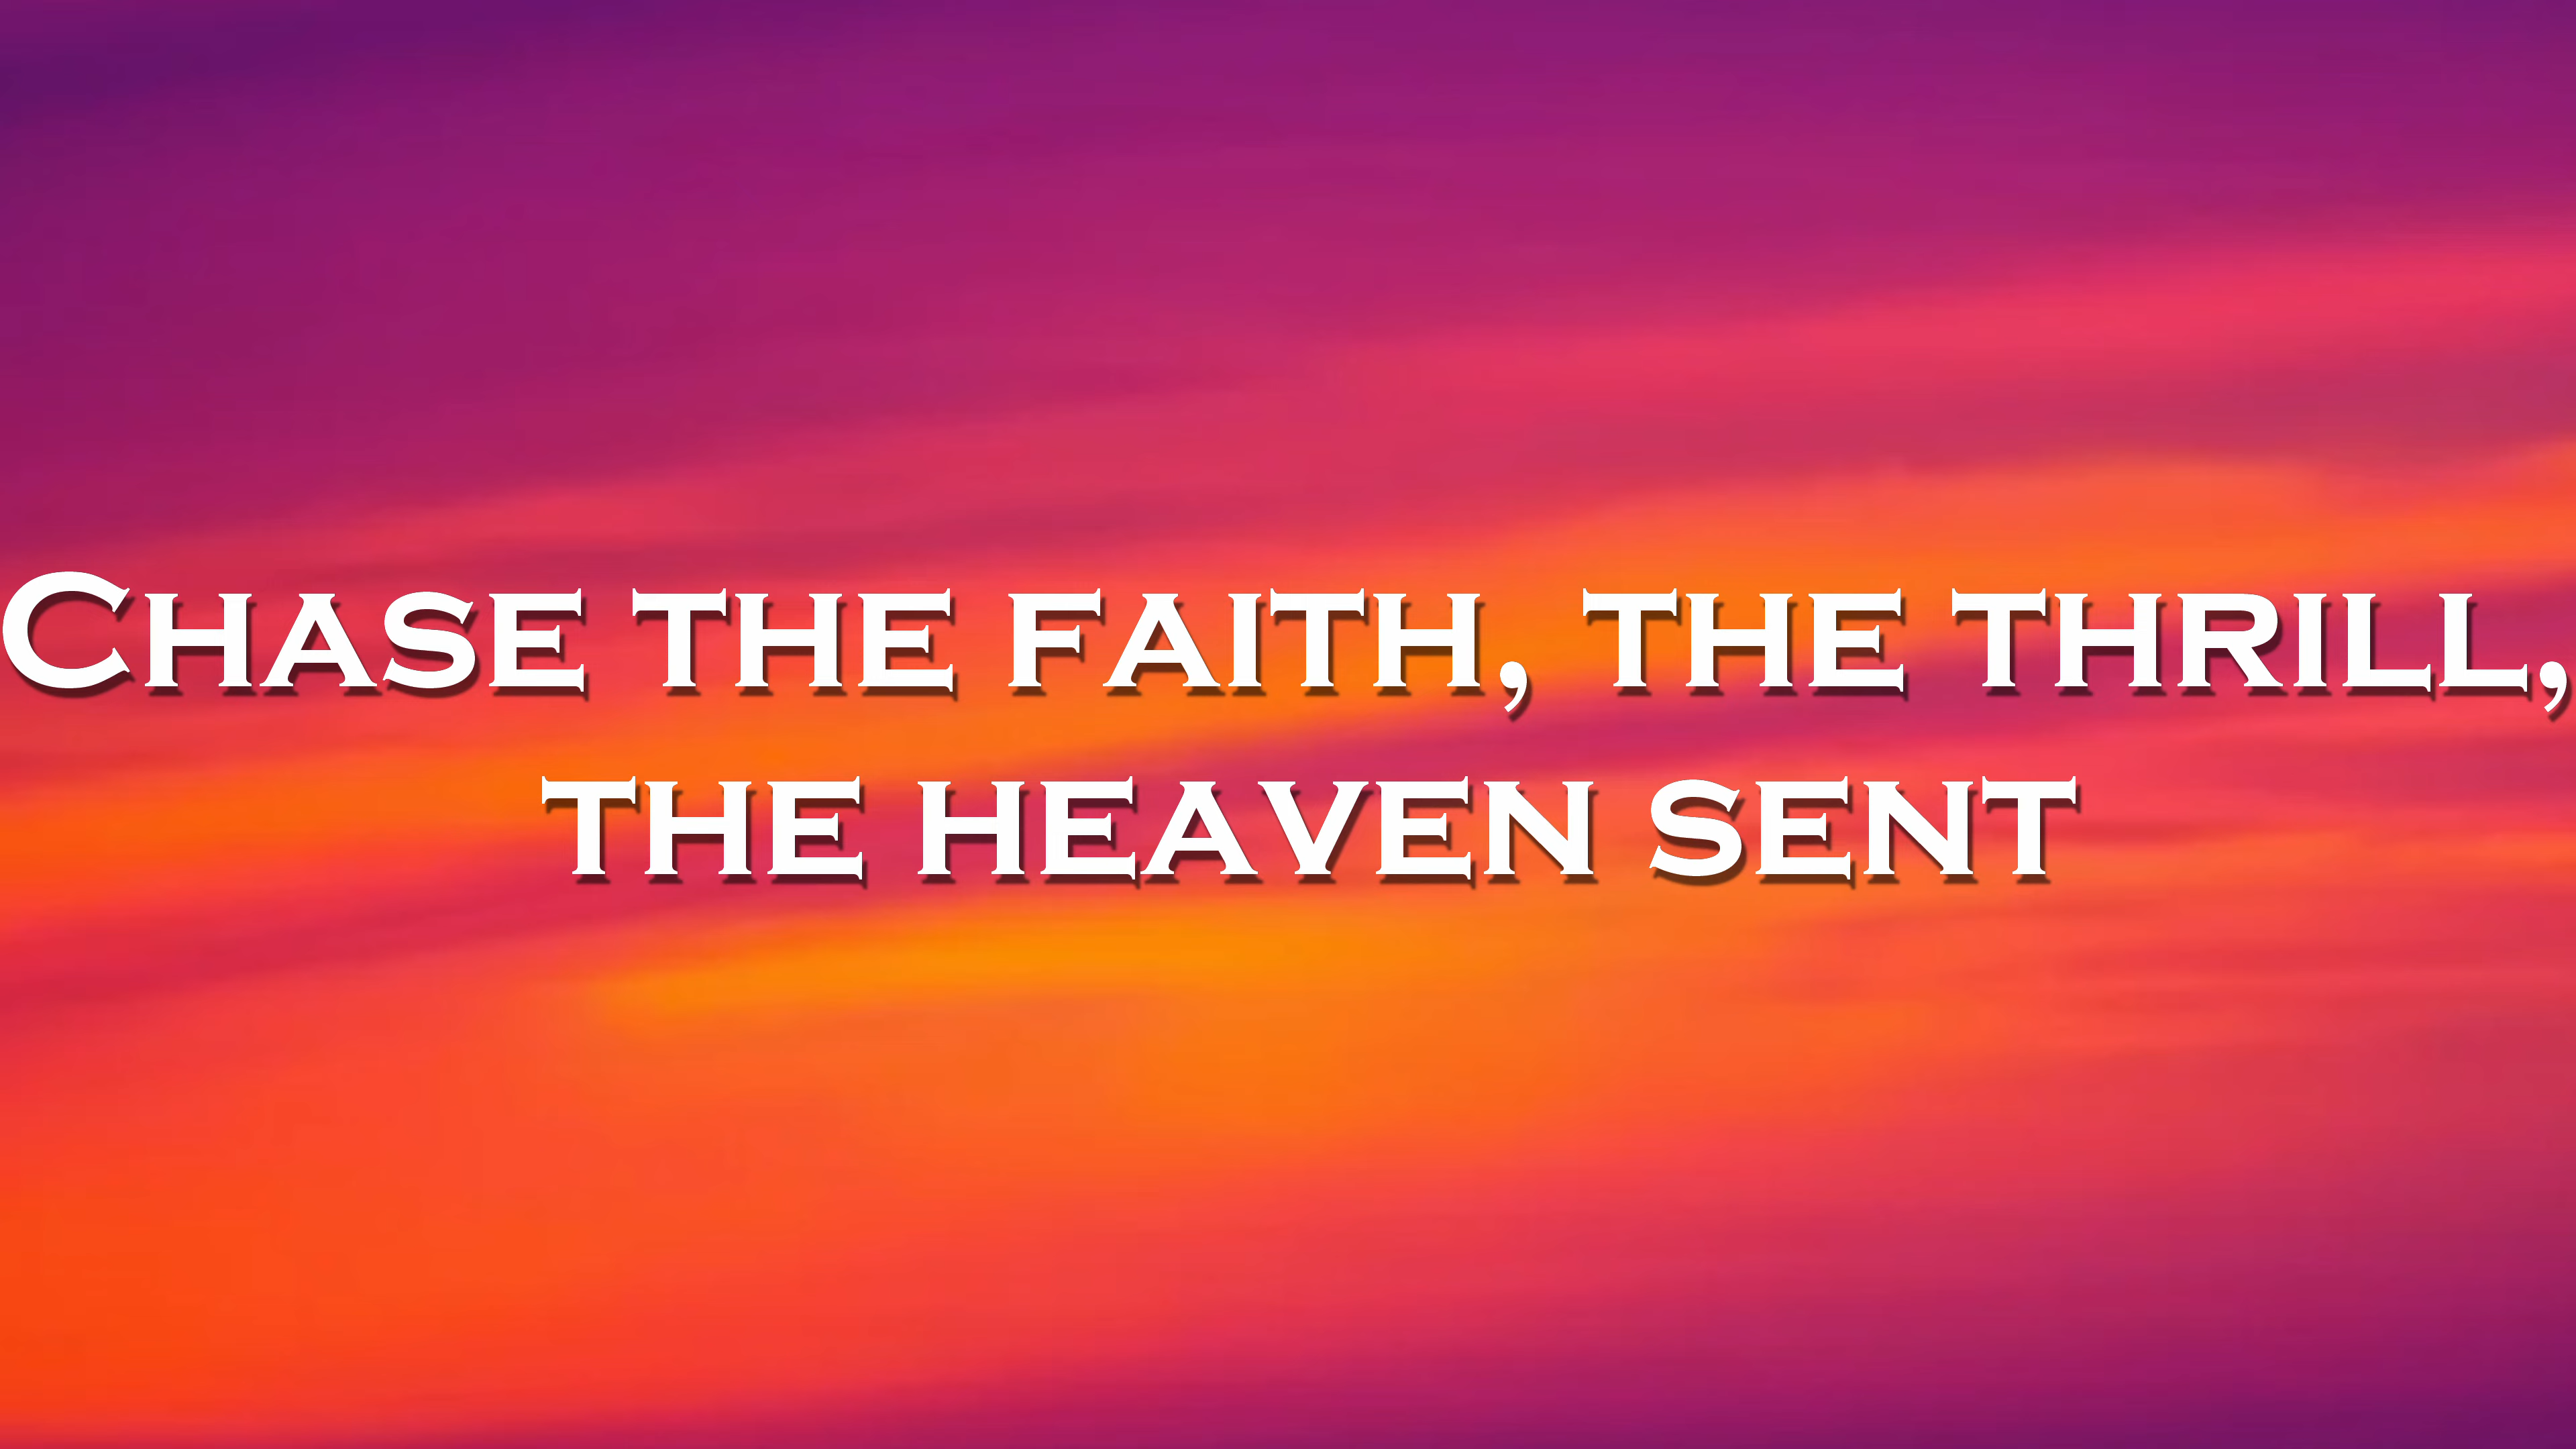 Chase the faith, the thrill,
the heaven sent